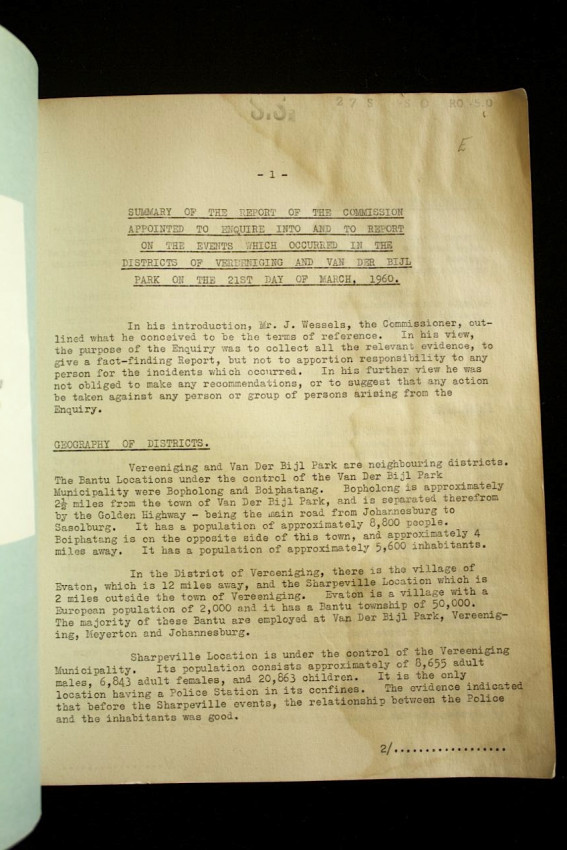 E
- 1 -
SUMMARY OF THE REPORT OF THE COMMISSION
APPOINTED TO ENQUIRE INTO AND TO REPORT
ON THE EVENTS WHICH OCCURRED IN THE
DISTRICTS OF VEREENIGING AND VAN DER BIJL
PARK ON THE 21ST DAY OF MARCH, 1960.
In his introduction, Mr. J. Wessels, the Commissioner, out-
lined what he conceived to be the terms of reference. In his view,
the purpose of the Enquiry was to collect all the relevant evidence, to
give a fact-finding Report, but not to apportion responsibility to any
person for the incidents which occurred. In his further view he was
not obliged to make any recommendations, or to suggest that any action
be taken against any person or group of persons arising from the
Enquiry.
GEOGRAPHY OF DISTRICTS.
Vereeniging and Van Der Bijl Park are neighbouring districts.
The Bantu Locations under the control of the Van Der Bijl Park
Municipality were Bopholong and Boiphatang. Bopholong is approximately
2½ miles from the town of Van Der Bijl Park, and is separated therefrom
by the Golden Highway - being the main road from Johannesburg to
Sasolburg. It has a population of approximately 8,800 people.
Boiphatang is on the opposite side of this town, and approximately 4
miles away. It has a population of approximately 5,600 inhabitants.
In the District of Vereeniging, there is the village of
Evaton, which is 12 miles away, and the Sharpeville Location which is
2 miles outside the town of Vereeniging. Evaton is a village with a
European population of 2,000 and it has a Bantu township of 50,000.
The majority of these Bantu are employed at Van Der Bijl Park, Vereenig-
ing, Meyerton and Johannesburg.
Sharpeville Location is under the control of the Vereeniging
Municipality. Its population consists approximately of 8,655 adult
males, 6,843 adult females, and 20,863 children. It is the only
location having a Police Station in its confines. The evidence indicated
that before the Sharpeville events, the relationship between the Police
and the inhabitants was good.
2/..................